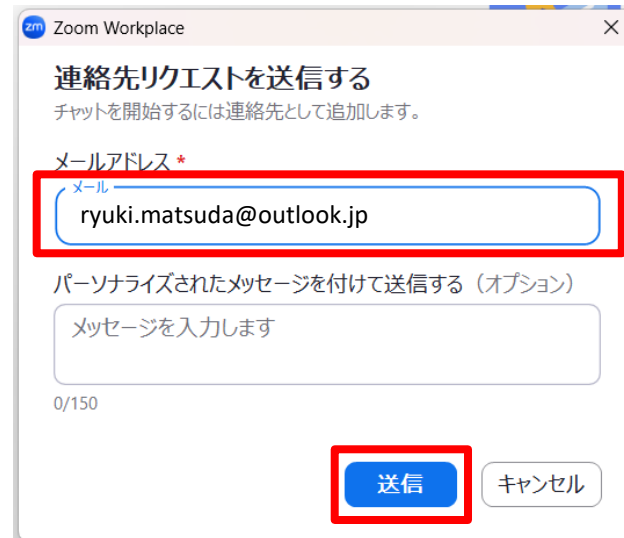 zm Zoom Workplace
連絡先リクエストを送信する
チャットを開始するには連絡先として追加します。
メールアドレス *
メール
ryuki.matsuda@outlook.jp
パーソナライズされたメッセージを付けて送信する（オプション）
メッセージを入力します
0/150
送信 キャンセル